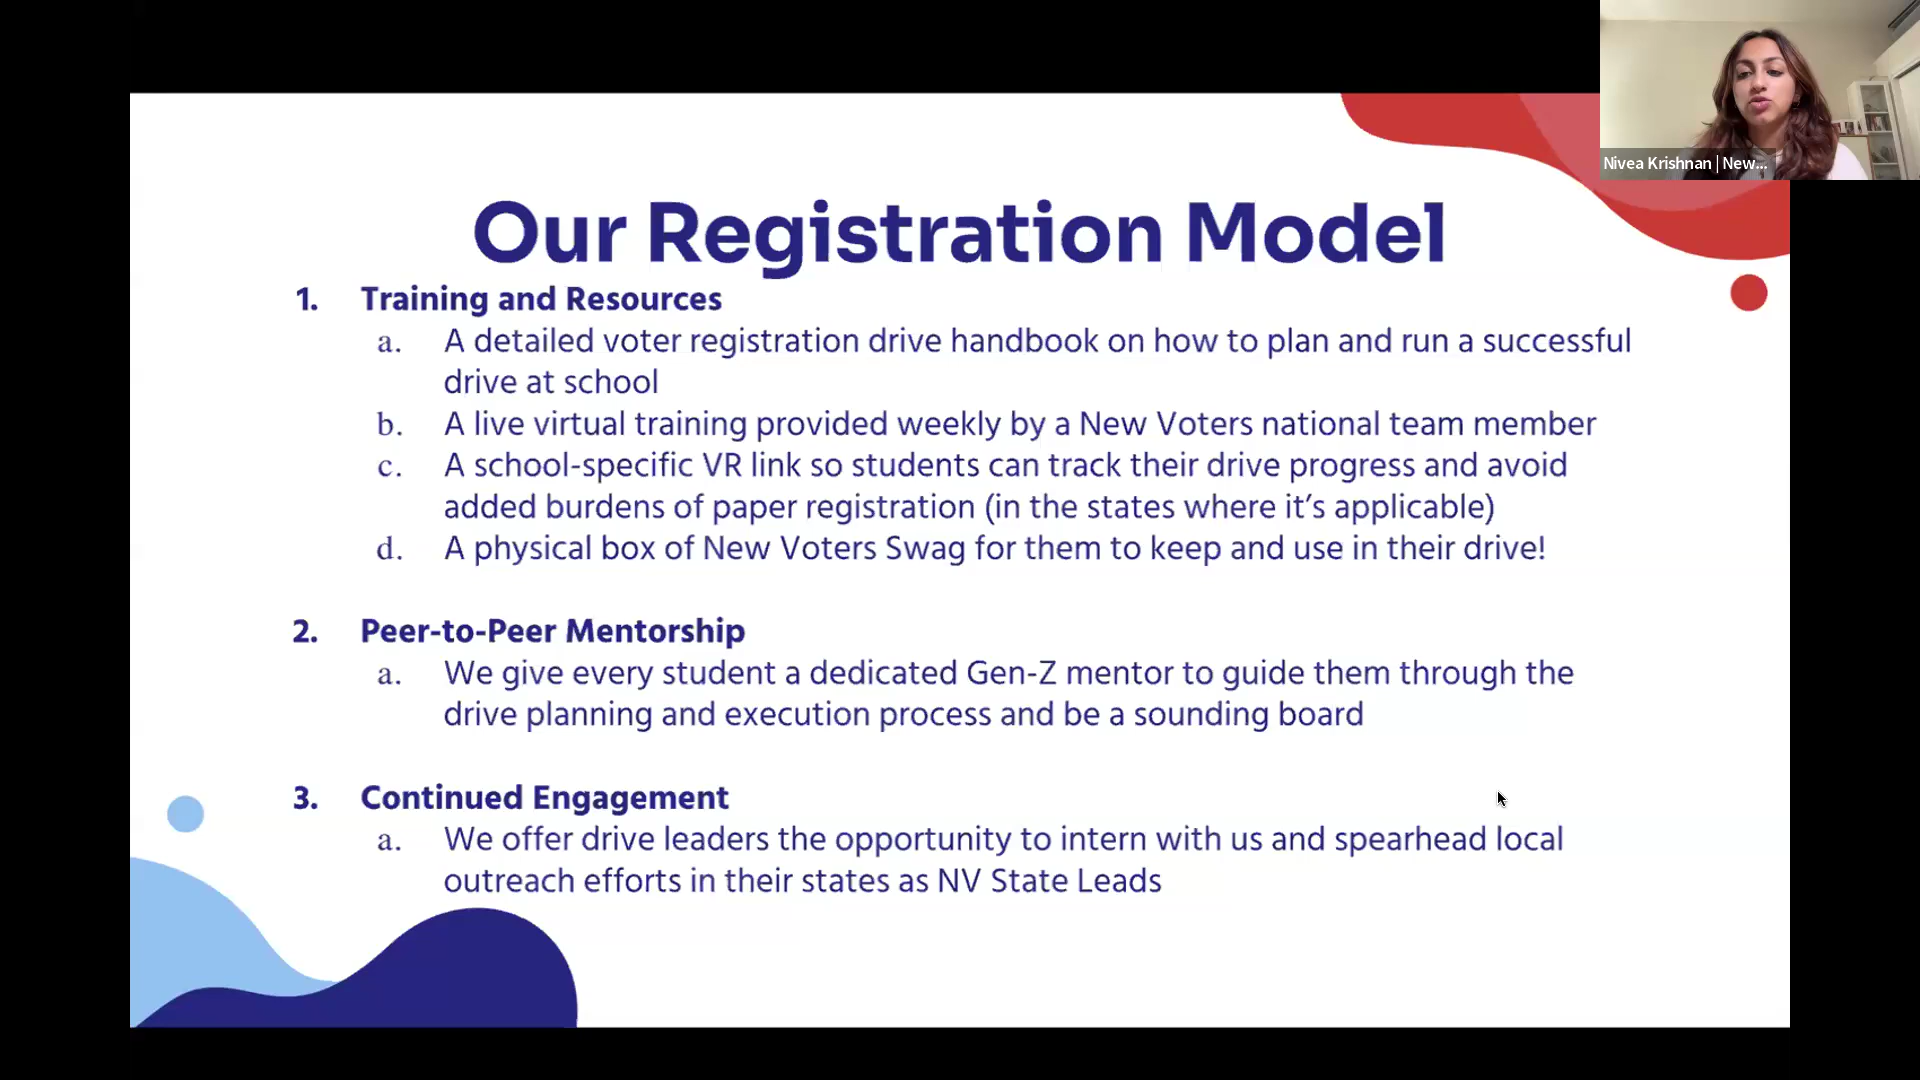 Nivea Krishnan | New...
Our Registration Model
1. Training and Resources
a. A detailed voter registration drive handbook on how to plan and run a successful
drive at school
b. A live virtual training provided weekly by a New Voters national team member
c. A school-specific VR link so students can track their drive progress and avoid
added burdens of paper registration (in the states where it’s applicable)
d. A physical box of New Voters Swag for them to keep and use in their drive!
2. Peer-to-Peer Mentorship
a. We give every student a dedicated Gen-Z mentor to guide them through the
drive planning and execution process and be a sounding board
3. Continued Engagement
a. We offer drive leaders the opportunity to intern with us and spearhead local
outreach efforts in their states as NV State Leads